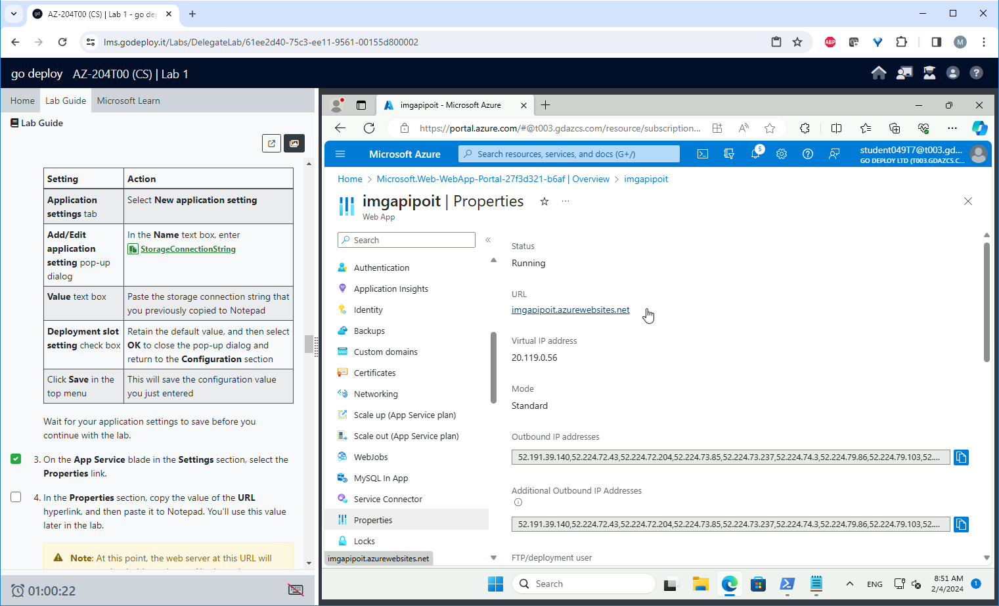 AZ-204T00 (CS) | Lab 1 - go dep
lms.godeploy.it/Labs/DelegateLab/61ee2d40-75c3-ee11-9561-00155d800002
ABP
M
go deploy AZ-204T00 (CS) | Lab 1
Home Lab Guide Microsoft Learn
Lab Guide
Setting Action
Application settings tab
Select New application setting
Add/Edit
application
setting pop-up
dialog
In the Name text box, enter
StorageConnectionString
Value text box
Paste the storage connection string that
you previously copied to Notepad
Deployment slot
setting check box
Retain the default value, and then select
OK to close the pop-up dialog and
return to the Configuration section
Click Save in the
top menu
This will save the configuration value
you just entered
Wait for your application settings to save before you
continue with the lab.
3. On the App Service blade in the Settings section, select the
Properties link.
4. In the Properties section, copy the value of the URL
hyperlink, and then paste it to Notepad. You'll use this value
later in the lab.
Note: At this point, the web server at this URL will
01:00:22
imgapipoit - Microsoft Azure
https://portal.azure.com/#@t003.gdazcs.com/resource/subscription...
Microsoft Azure
Search resources, services, and docs (G+/)
5
student049T7@t003.gd...
GO DEPLOY LTD (T003.GDAZCS.C...
Home > Microsoft.Web-WebApp-Portal-27f3d321-b6af | Overview > imgapipoit
imgapipoit | Properties
Web App
Search
Authentication
Application Insights
Identity
Backups
Custom domains
Certificates
Networking
Scale up (App Service plan)
Scale out (App Service plan)
WebJobs
MySQL In App
Service Connector
Properties
Locks
imgapipoit.azurewebsites.net
Status
Running
URL
imgapipoit.azurewebsites.net
Virtual IP address
20.119.0.56
Mode
Standard
Outbound IP addresses
52.191.39.140,52.224.72.43,52.224.72.204,52.224.73.85,52.224.73.237,52.224.74.3,52.224.79.86,52.224.79.103,52....
Additional Outbound IP Addresses
52.191.39.140,52.224.72.43,52.224.72.204,52.224.73.85,52.224.73.237,52.224.74.3,52.224.79.86,52.224.79.103,52....
FTP/deployment user
Search
ENG
8:51 AM
2/4/2024
1